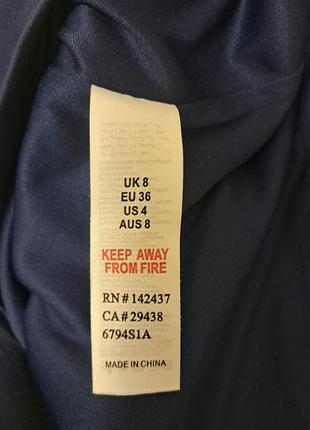 UK 8
EU 36
US 4
AUS 8
KEEP AWAY
FROM FIRE
RN# 142437
CA# 29438
6794S1A
MADE IN CHINA